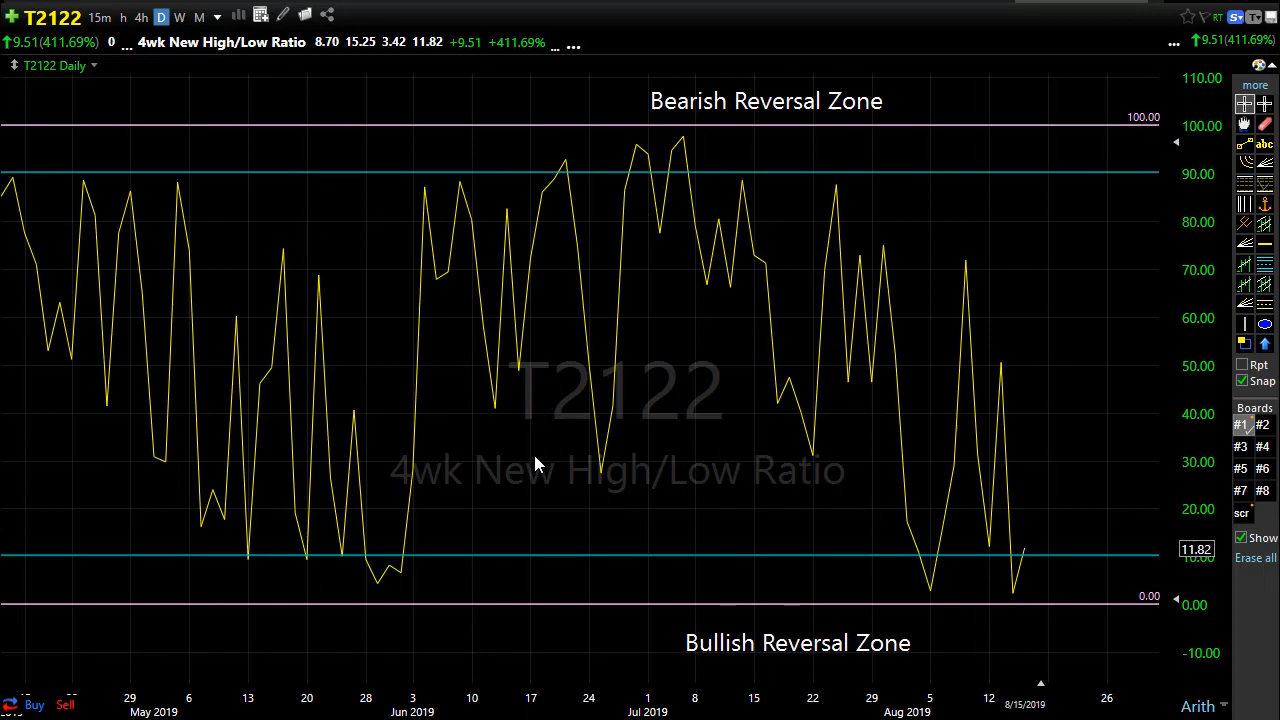 T2122 15m h 4h D W M
RT S T
9.51(411.69%) 0 ... 4wk New High/Low Ratio 8.70 15.25 3.42 11.82 +9.51 +411.69% ... ...
... 9.51(411.69%)
T2122 Daily
Bearish Reversal Zone
100.00
110.00
100.00
90.00
80.00
70.00
60.00
50.00
40.00
30.00
20.00
11.82
10.00
0.00
0.00
-10.00
T2122
4wk New High/Low Ratio
Bullish Reversal Zone
more
abc
Rpt
Snap
Boards
#1 #2
#3 #4
#5 #6
#7 #8
scr
Show
Erase all
29 6 13 20 28 3 10 17 24 1 8 15 22 29 5 12 26
May 2019 Jun 2019 Jul 2019 Aug 2019 8/15/2019
Buy Sell
Arith